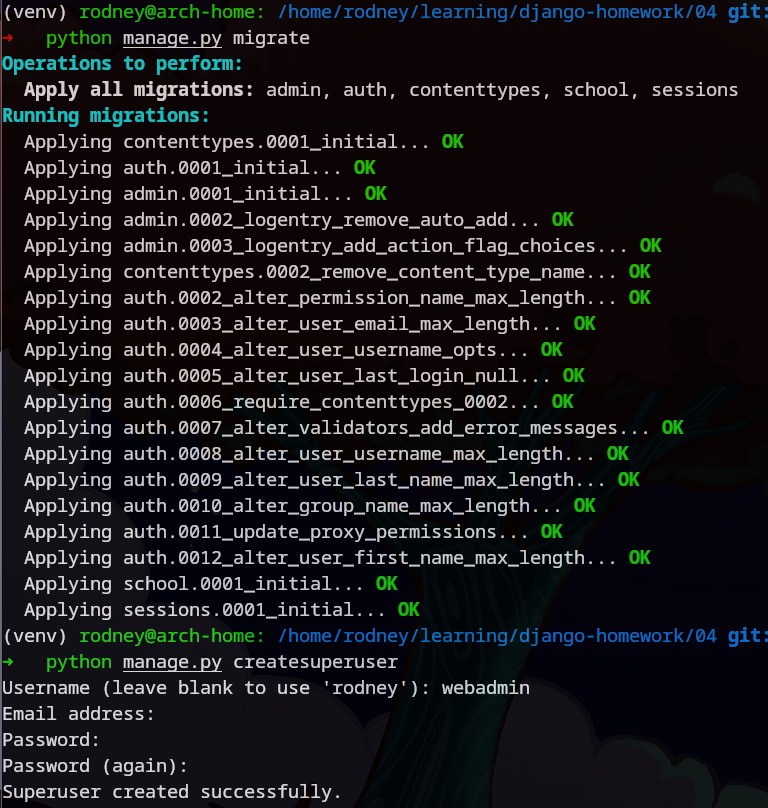 (venv) rodney@arch-home: /home/rodney/learning/django-homework/04 git:
➜   python manage.py migrate
Operations to perform:
  Apply all migrations: admin, auth, contenttypes, school, sessions
Running migrations:
  Applying contenttypes.0001_initial... OK
  Applying auth.0001_initial... OK
  Applying admin.0001_initial... OK
  Applying admin.0002_logentry_remove_auto_add... OK
  Applying admin.0003_logentry_add_action_flag_choices... OK
  Applying contenttypes.0002_remove_content_type_name... OK
  Applying auth.0002_alter_permission_name_max_length... OK
  Applying auth.0003_alter_user_email_max_length... OK
  Applying auth.0004_alter_user_username_opts... OK
  Applying auth.0005_alter_user_last_login_null... OK
  Applying auth.0006_require_contenttypes_0002... OK
  Applying auth.0007_alter_validators_add_error_messages... OK
  Applying auth.0008_alter_user_username_max_length... OK
  Applying auth.0009_alter_user_last_name_max_length... OK
  Applying auth.0010_alter_group_name_max_length... OK
  Applying auth.0011_update_proxy_permissions... OK
  Applying auth.0012_alter_user_first_name_max_length... OK
  Applying school.0001_initial... OK
  Applying sessions.0001_initial... OK
(venv) rodney@arch-home: /home/rodney/learning/django-homework/04 git:
➜   python manage.py createsuperuser
Username (leave blank to use 'rodney'): webadmin
Email address:
Password:
Password (again):
Superuser created successfully.